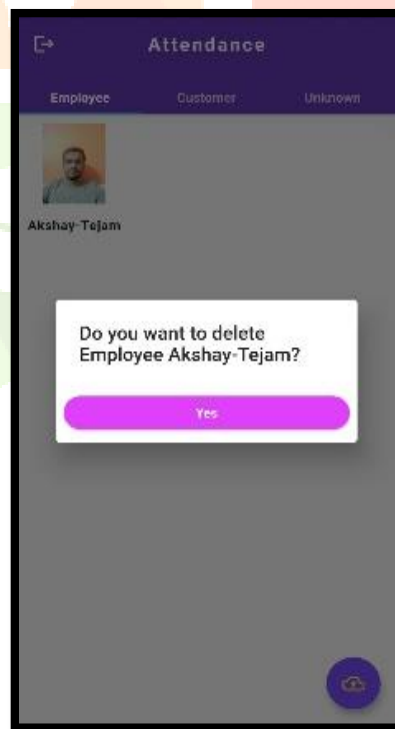 Attendance
Employee Customer Unknown
Akshay-Tejam
Do you want to delete
Employee Akshay-Tejam?
Yes